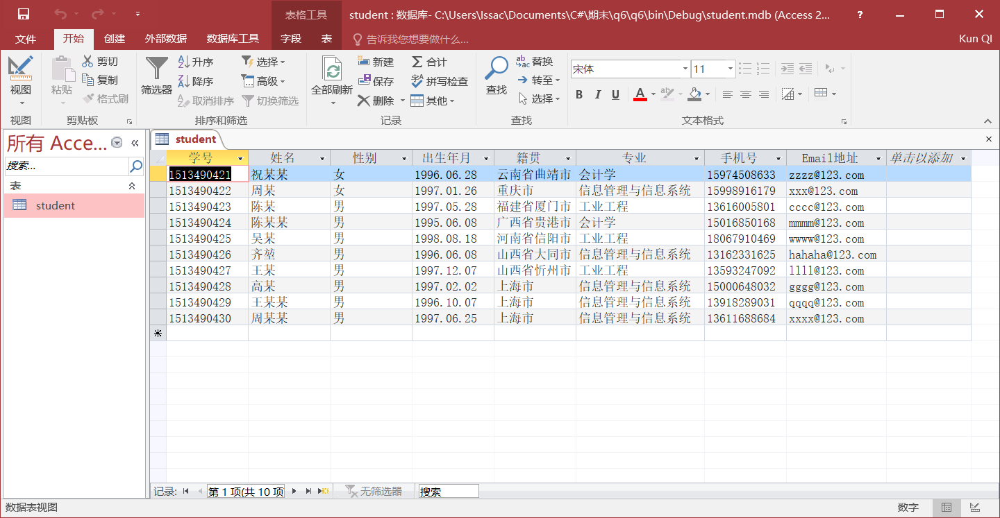 表格工具
student : 数据库- C:\Users\Issac\Documents\C#\期末\q6\q6\bin\Debug\student.mdb (Access 2...
?
文件 开始 创建 外部数据 数据库工具 字段 表 告诉我您想要做什么... Kun QI
视图
粘贴
剪切
复制
格式刷
筛选器
升序
降序
取消排序
选择
高级
切换筛选
全部刷新
新建
保存
删除
合计
拼写检查
其他
查找
替换
转至
选择
宋体 11
B I U A
视图 剪贴板 排序和筛选 记录 查找 文本格式
所有 Acce...
搜索...
表
student
student
学号 姓名 性别 出生年月 籍贯 专业 手机号 Email地址 单击以添加
1513490421 祝某某 女 1996.06.28 云南省曲靖市 会计学 15974508633 zzzz@123.com
1513490422 周某 女 1997.01.26 重庆市 信息管理与信息系统 15998916179 xxx@123.com
1513490423 陈某 男 1997.05.28 福建省厦门市 工业工程 13616005801 cccc@123.com
1513490424 陈某某 男 1995.06.08 广西省贵港市 会计学 15016850168 mmmm@123.com
1513490425 吴某 男 1998.08.18 河南省信阳市 工业工程 18067910469 wwww@123.com
1513490426 齐堃 男 1996.06.08 山西省大同市 信息管理与信息系统 13162331625 hahaha@123.com
1513490427 王某 男 1997.12.07 山西省忻州市 工业工程 13593247092 llll@123.com
1513490428 高某 男 1997.02.02 上海市 信息管理与信息系统 15000648032 gggg@123.com
1513490429 王某某 男 1996.10.07 上海市 信息管理与信息系统 13918289031 qqqq@123.com
1513490430 周某某 男 1997.06.25 上海市 信息管理与信息系统 13611688684 xxxx@123.com
记录: 第 1 项(共 10 项 无筛选器 搜索
数据表视图 数字